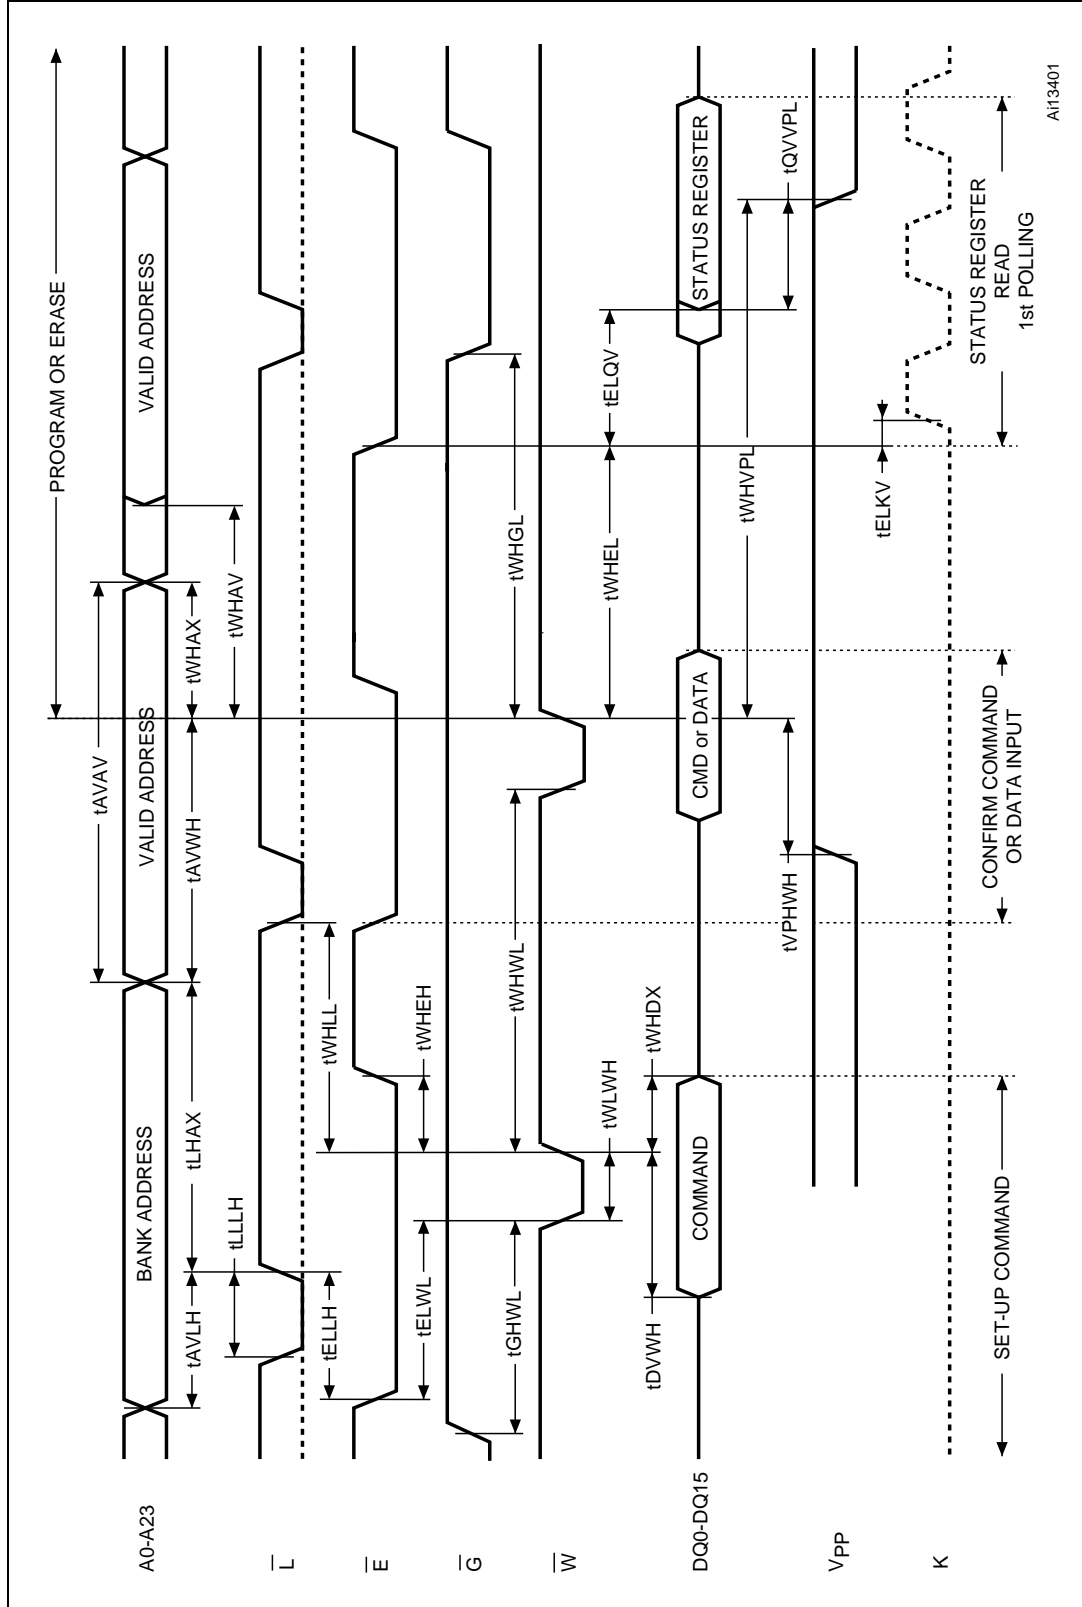 PROGRAM OR ERASE
A0-A23
BANK ADDRESS
VALID ADDRESS
VALID ADDRESS
tAVAV
tAVLH
tLHAX
tAVWH
tWHAX
tLLLH
tWHAV
L
tELLH
tWHLL
E
tELWL
tWHEH
G
tGHWL
tWHWL
tWHGL
W
tWLWH
tWHEL
tELQV
tDVWH
tWHDX
DQ0-DQ15
COMMAND
CMD or DATA
STATUS REGISTER
tWHVPL
tVPHWH
tQVVPL
VPP
tELKV
K
SET-UP COMMAND
CONFIRM COMMAND
OR DATA INPUT
STATUS REGISTER
READ
1st POLLING
Ai13401